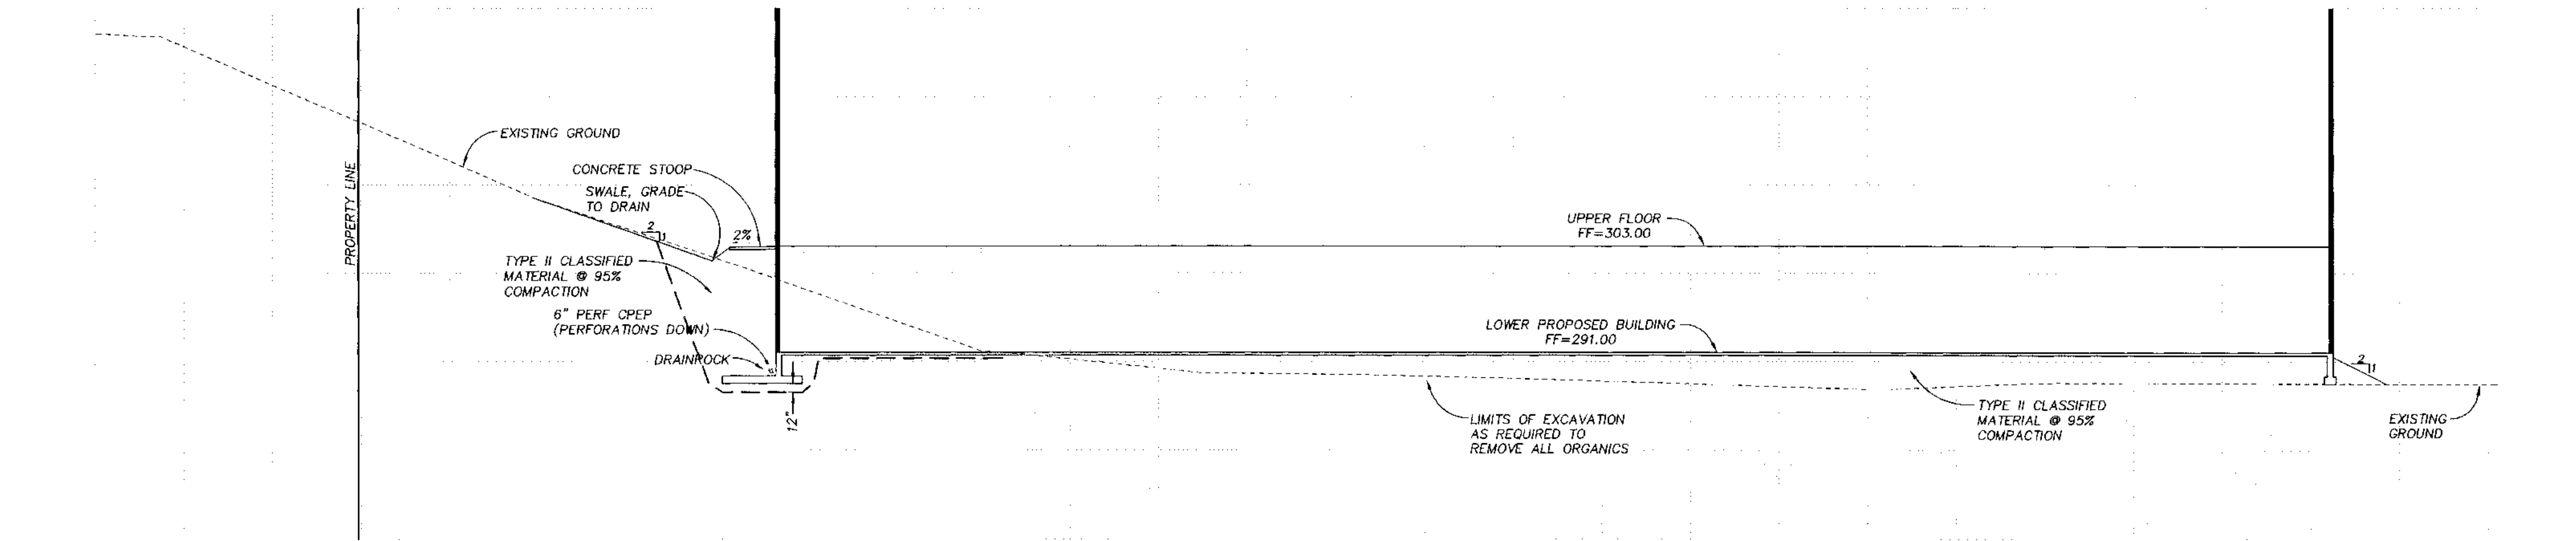 EXISTING GROUND
PROPERTY LINE
CONCRETE STOOP
SWALE, GRADE
TO DRAIN
2
1
2%
TYPE II CLASSIFIED
MATERIAL @ 95%
COMPACTION
6" PERF CPEP
(PERFORATIONS DOWN)
DRAINROCK
12"
UPPER FLOOR
FF=303.00
LOWER PROPOSED BUILDING
FF=291.00
LIMITS OF EXCAVATION
AS REQUIRED TO
REMOVE ALL ORGANICS
TYPE II CLASSIFIED
MATERIAL @ 95%
COMPACTION
2
1
EXISTING
GROUND